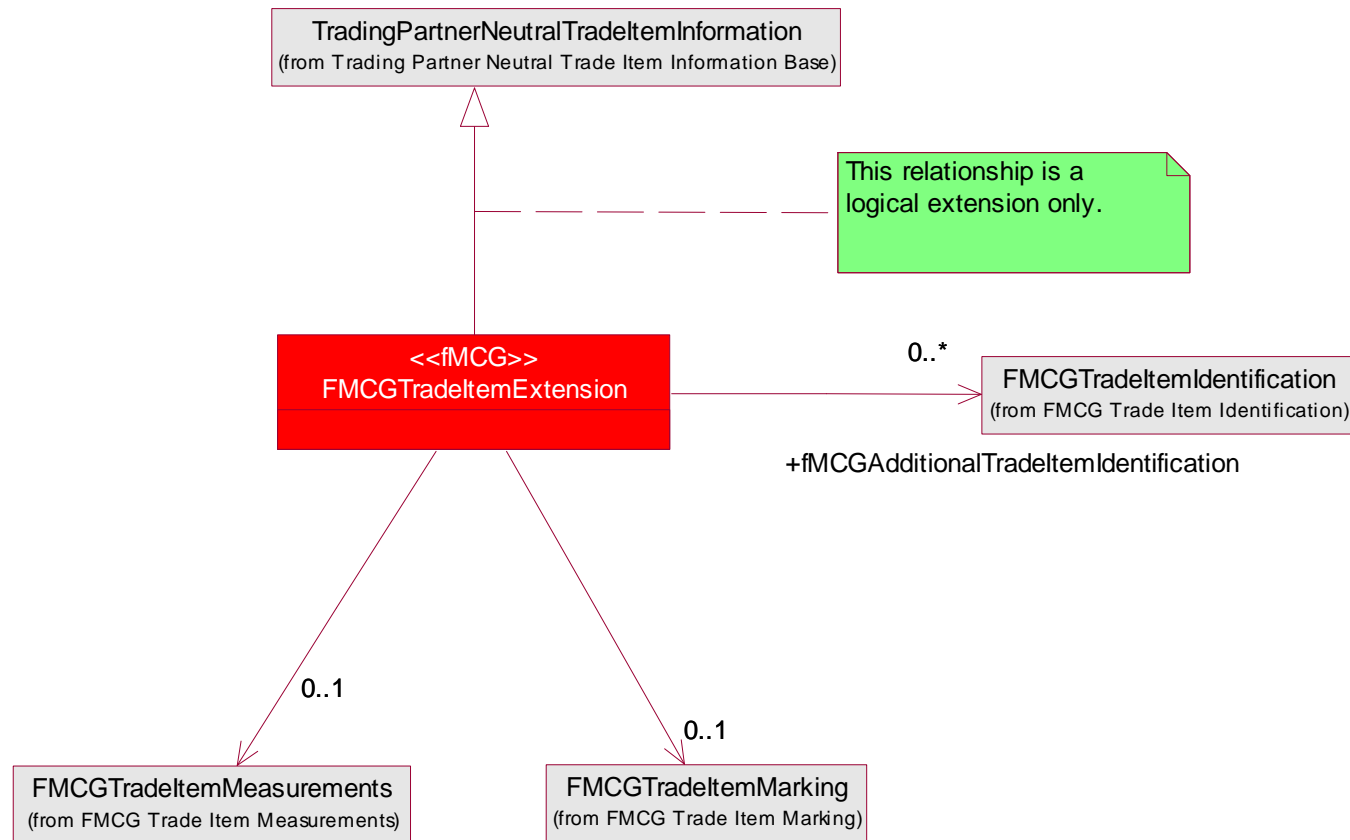 TradingPartnerNeutralTradeItemInformation
(from Trading Partner Neutral Trade Item Information Base)
This relationship is a
logical extension only.
<<fMCG>>
FMCGTradeItemExtension
0..*
FMCGTradeItemIdentification
(from FMCG Trade Item Identification)
+fMCGAdditionalTradeItemIdentification
0..1
0..1
FMCGTradeItemMeasurements
(from FMCG Trade Item Measurements)
FMCGTradeItemMarking
(from FMCG Trade Item Marking)